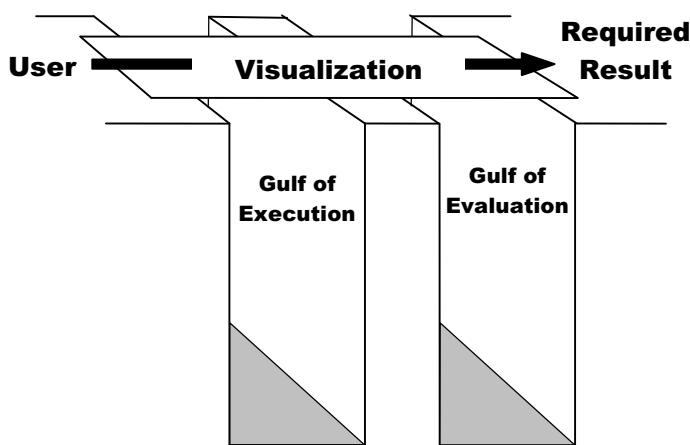 User
Visualization
Required
Result
Gulf of
Execution
Gulf of
Evaluation